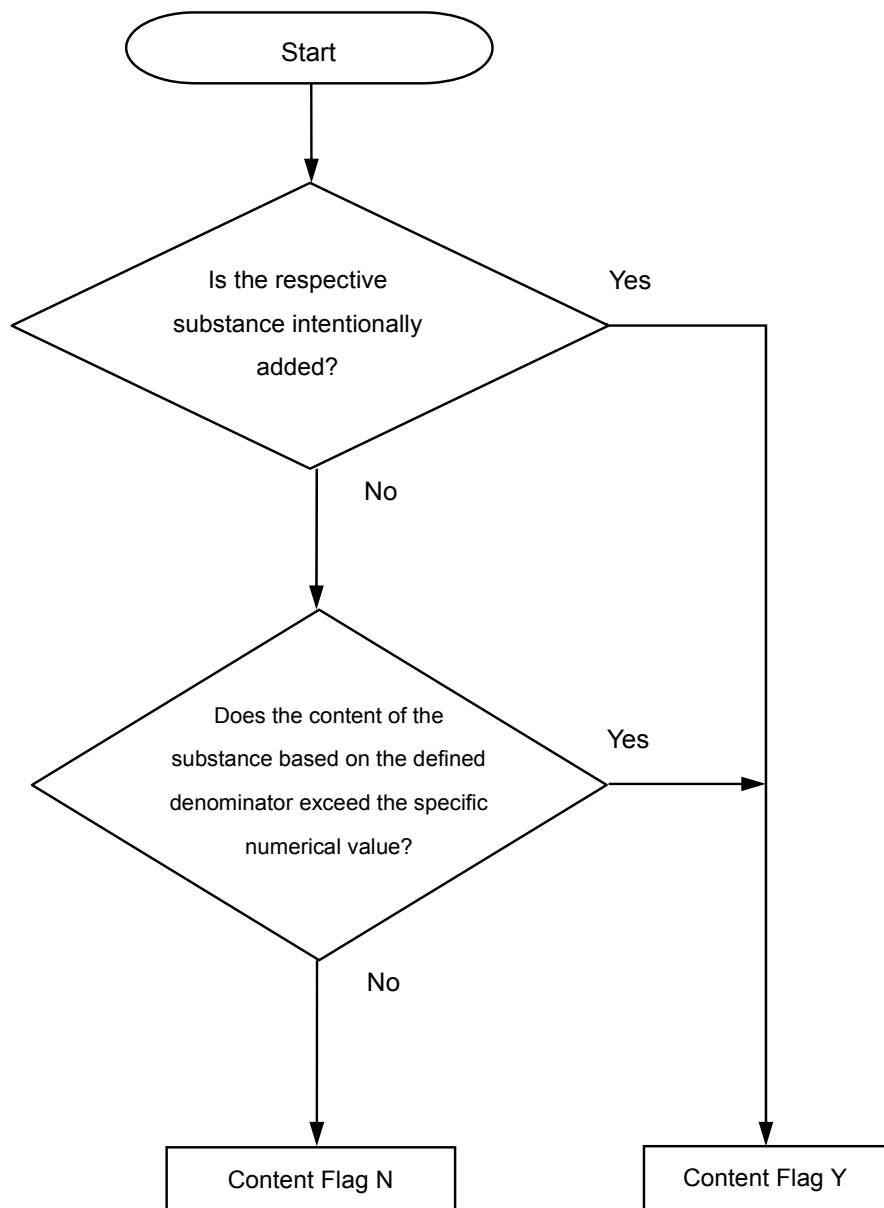 Start
Is the respective
substance intentionally
added?
Yes
No
Does the content of the
substance based on the defined
denominator exceed the specific
numerical value?
Yes
No
Content Flag N
Content Flag Y